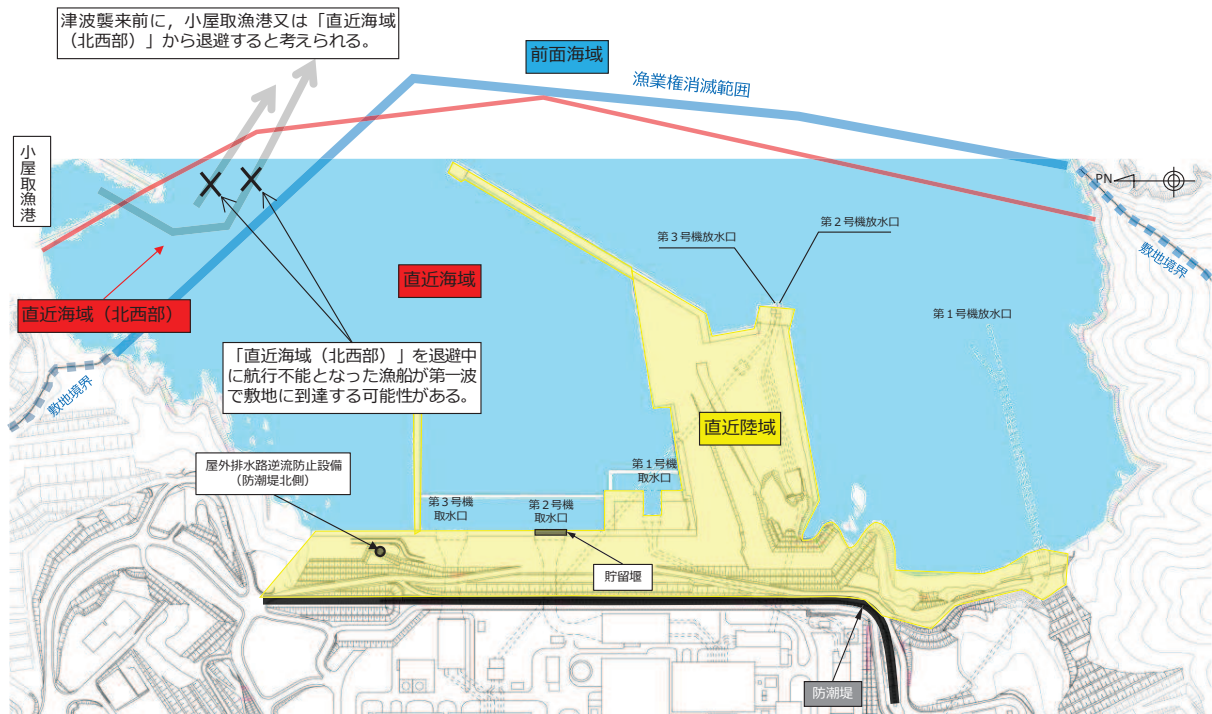 津波襲来前に，小屋取漁港又は「直近海域
（北西部）」から退避すると考えられる。
前面海域
漁業権消滅範囲
小屋取漁港
PN
第２号機放水口
第３号機放水口
敷地境界
直近海域
直近海域（北西部）
第１号機放水口
「直近海域（北西部）」を退避中
に航行不能となった漁船が第一波
で敷地に到達する可能性がある。
敷地境界
直近陸域
屋外排水路逆流防止設備
（防潮堤北側）
第１号機
取水口
第３号機
取水口
第２号機
取水口
貯留堰
防潮堤